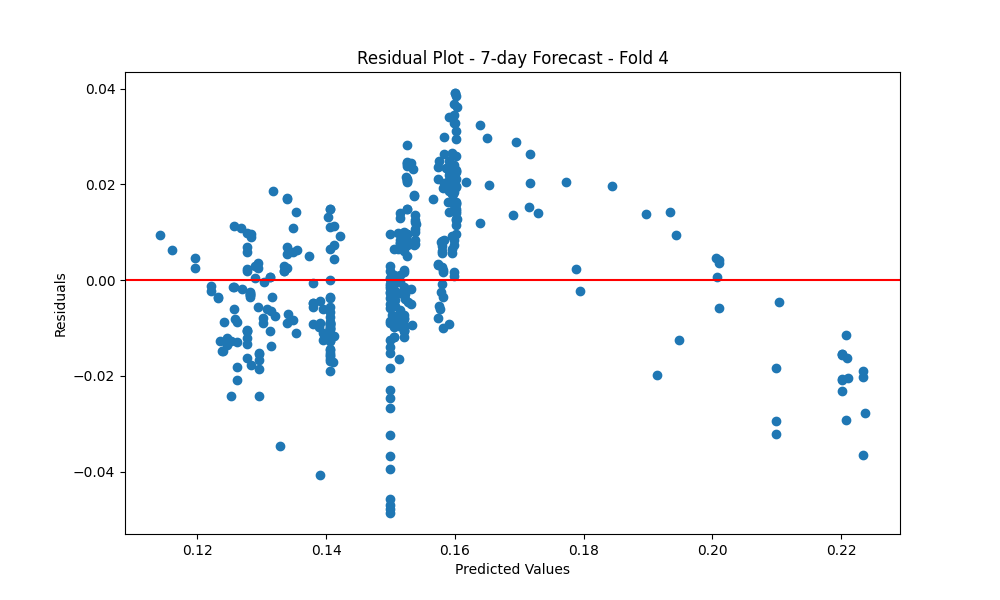 Residual Plot - 7-day Forecast - Fold 4
0.04
0.02
0.00
−0.02
−0.04
Residuals
0.12 0.14 0.16 0.18 0.20 0.22
Predicted Values